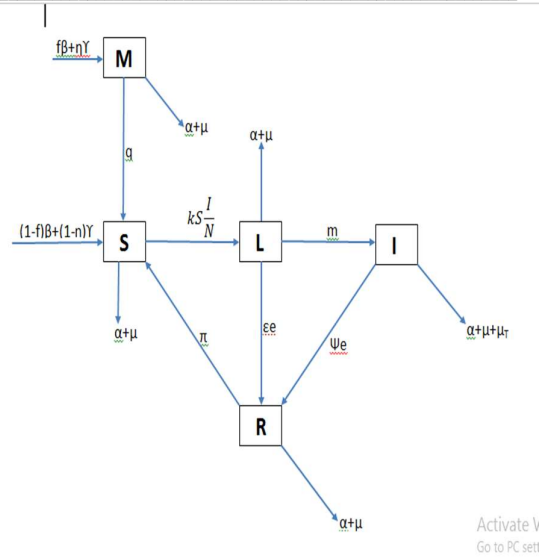 fβ+ηϒ
M
α+μ
q
α+μ
(1-f)β+(1-n)ϒ
S
kS I/N
L
m
I
α+μ
π
εe
Ψe
α+μ+μT
R
α+μ
Activate
Go to PC sett